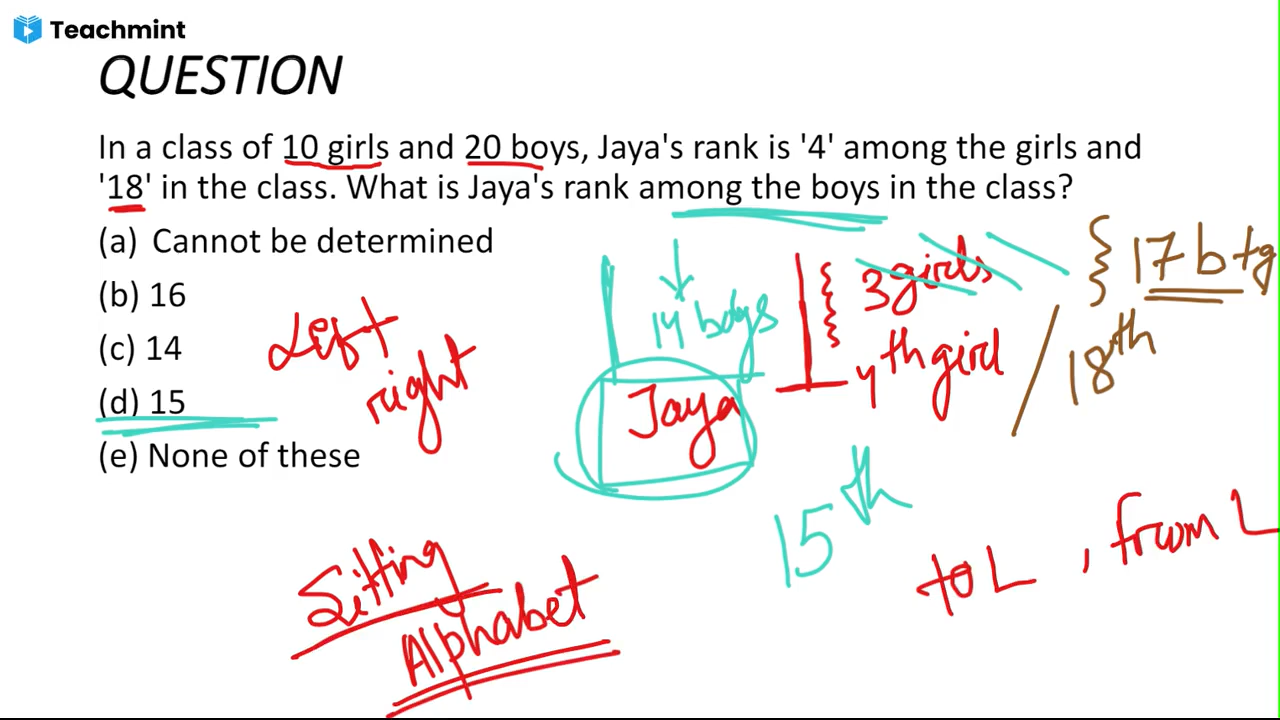 Teachmint
QUESTION
In a class of 10 girls and 20 boys, Jaya's rank is '4' among the girls and
'18' in the class. What is Jaya's rank among the boys in the class?
(a) Cannot be determined
(b) 16
(c) 14
(d) 15
(e) None of these
Left
right
14 boys
Jaya
3 girls
4th girl
17 b+g
18th
15th
to L , from L
Sitting
Alphabet